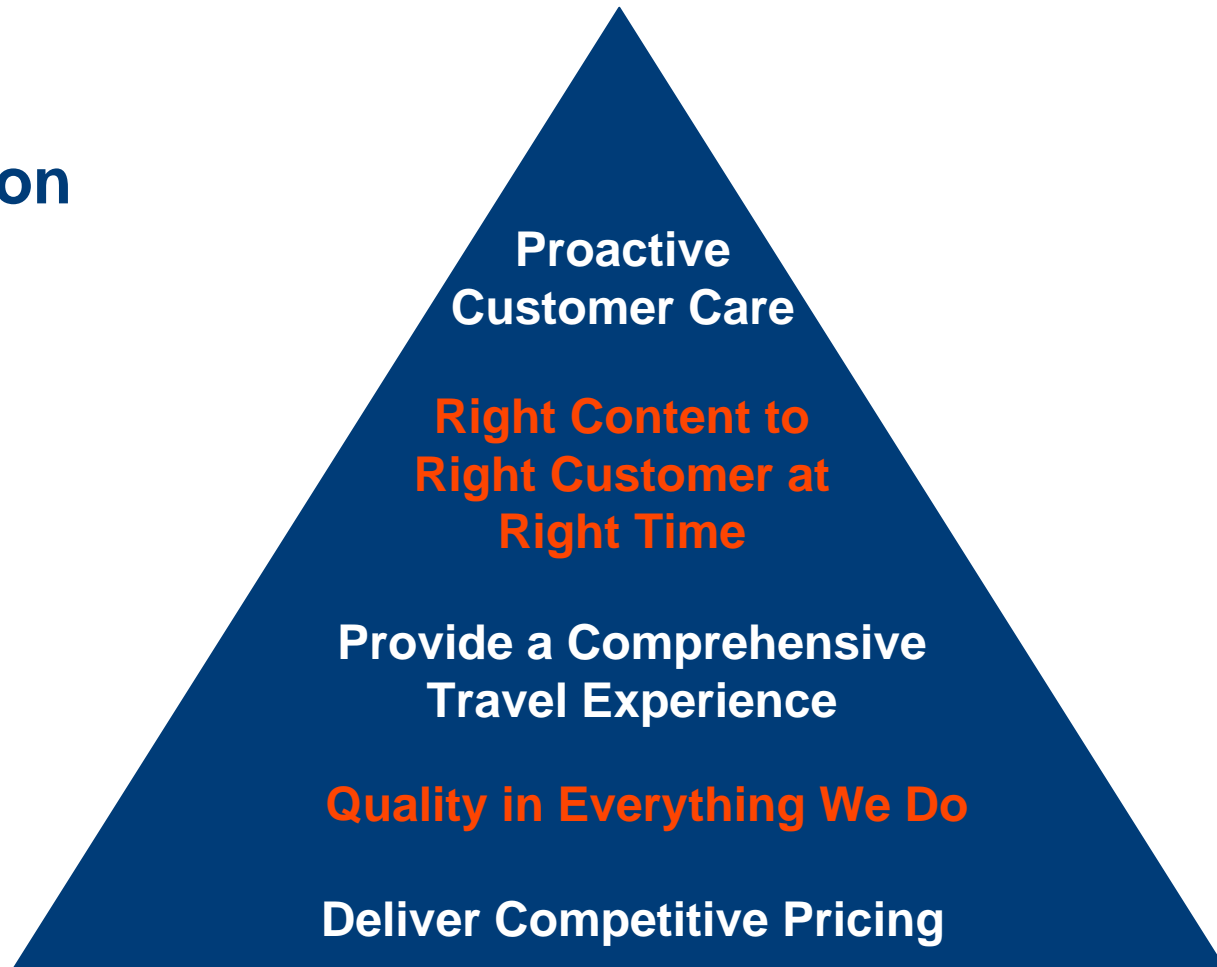 on
Proactive
Customer Care
Right Content to
Right Customer at
Right Time
Provide a Comprehensive
Travel Experience
Quality in Everything We Do
Deliver Competitive Pricing